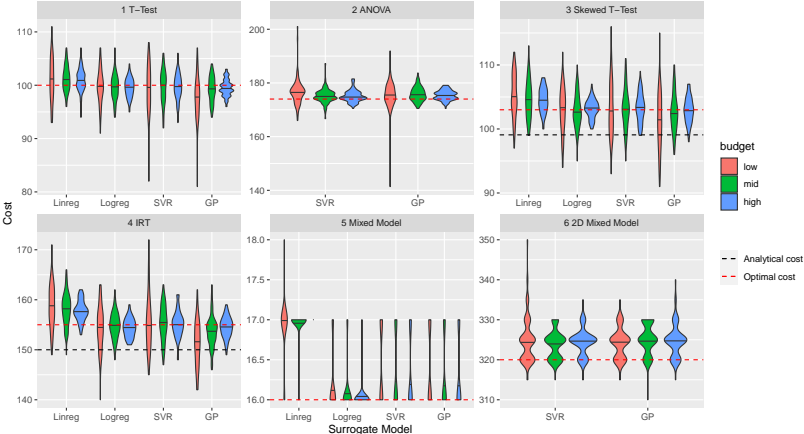 1 T−Test
2 ANOVA
3 Skewed T−Test
110
100
90
80
Linreg Logreg SVR GP
200
180
160
140
SVR GP
110
100
90
Linreg Logreg SVR GP
4 IRT
5 Mixed Model
6 2D Mixed Model
170
160
150
140
Linreg Logreg SVR GP
18.0
17.5
17.0
16.5
16.0
Linreg Logreg SVR GP
350
340
330
320
310
SVR GP
Cost
Surrogate Model
budget
low
mid
high
Analytical cost
Optimal cost